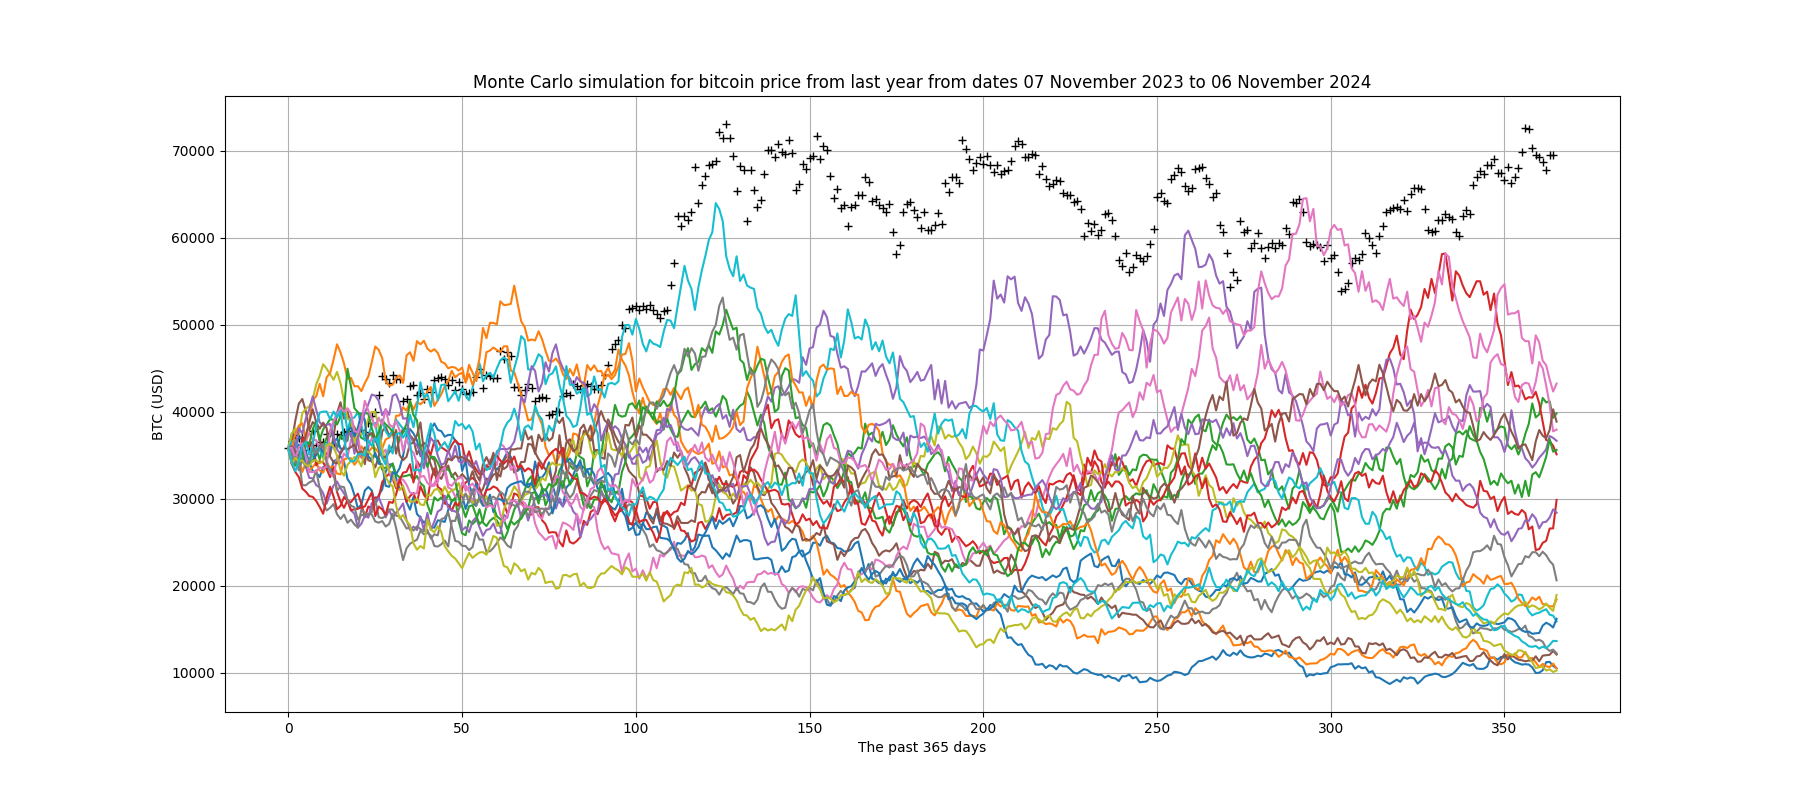 Monte Carlo simulation for bitcoin price from last year from dates 07 November 2023 to 06 November 2024
70000
60000
50000
40000
30000
20000
10000
BTC (USD)
0 50 100 150 200 250 300 350
The past 365 days